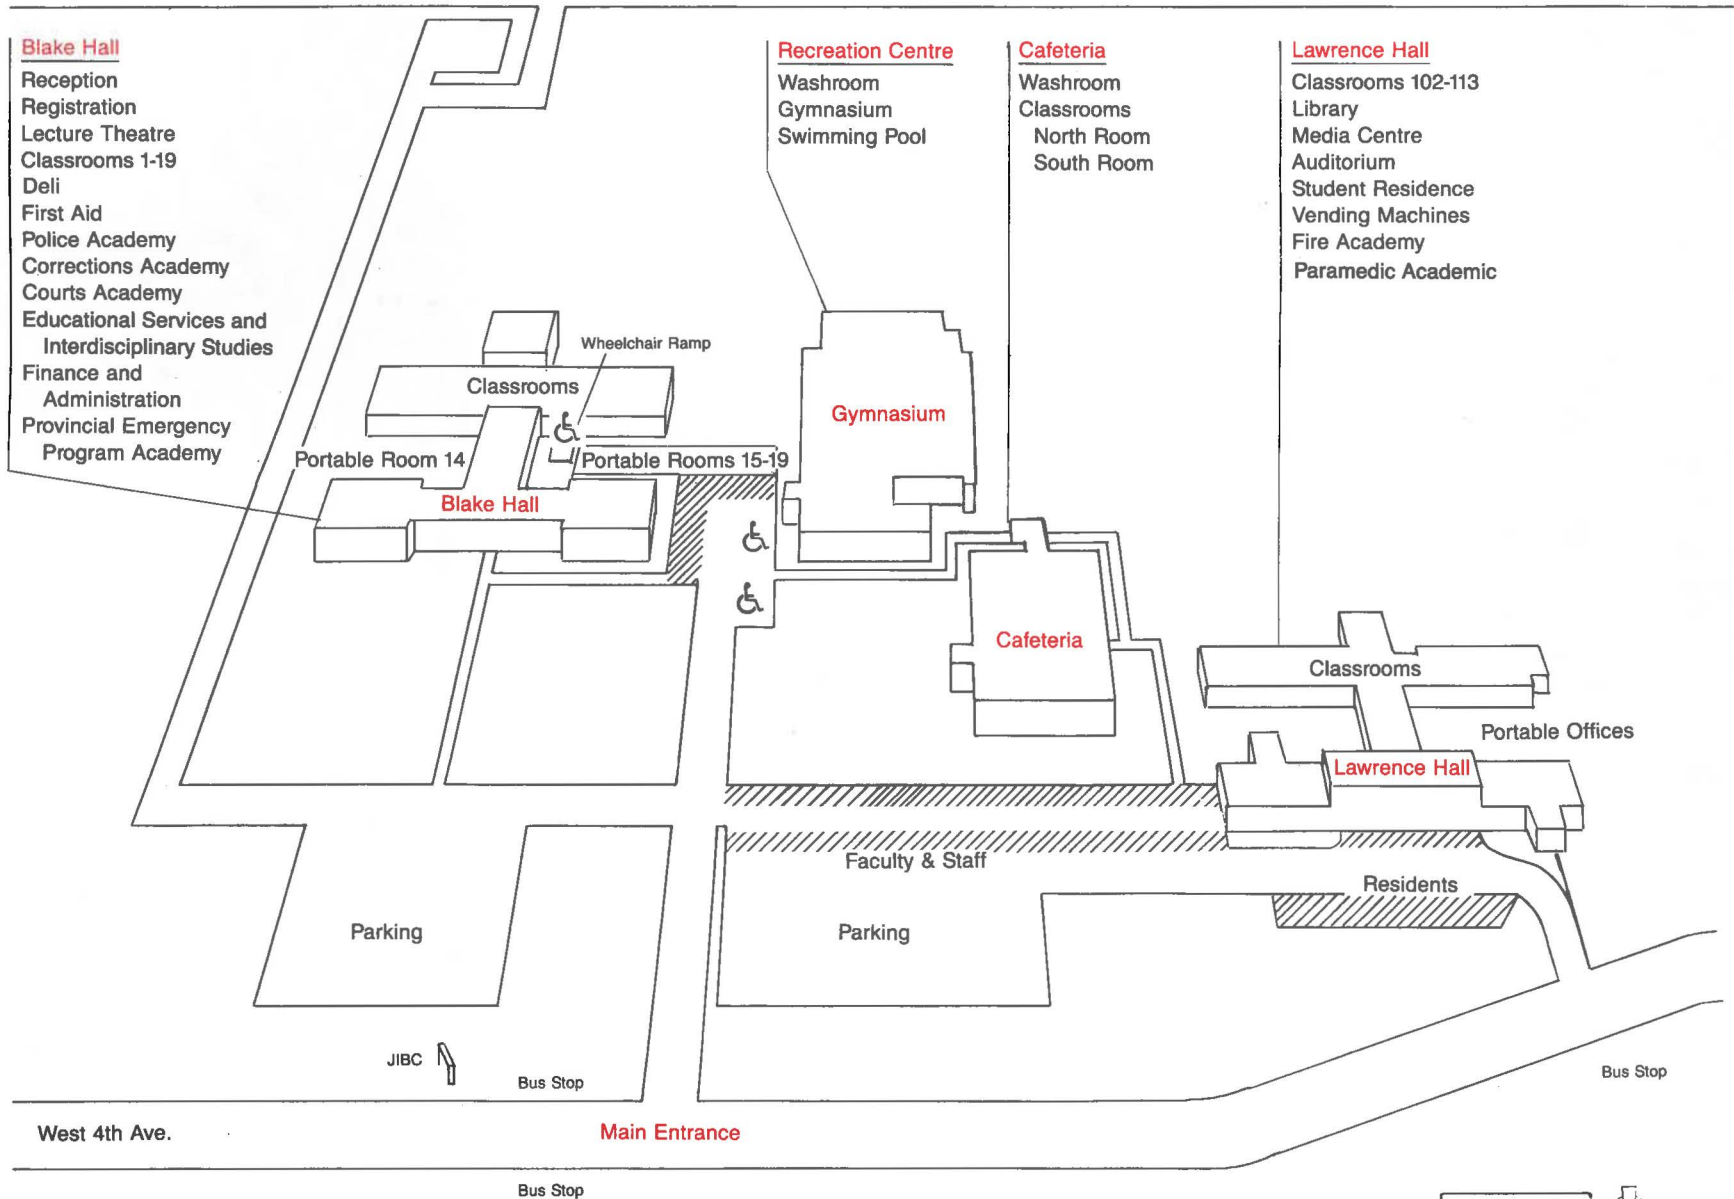 Blake Hall
Reception
Registration
Lecture Theatre
Classrooms 1-19
Deli
First Aid
Police Academy
Corrections Academy
Courts Academy
Educational Services and
Interdisciplinary Studies
Finance and
Administration
Provincial Emergency
Program Academy
Recreation Centre
Washroom
Gymnasium
Swimming Pool
Cafeteria
Washroom
Classrooms
North Room
South Room
Lawrence Hall
Classrooms 102-113
Library
Media Centre
Auditorium
Student Residence
Vending Machines
Fire Academy
Paramedic Academic
Wheelchair Ramp
Classrooms
Gymnasium
Portable Room 14
Portable Rooms 15-19
Blake Hall
Cafeteria
Classrooms
Portable Offices
Lawrence Hall
Faculty & Staff
Residents
Parking
Parking
JIBC
Bus Stop
Bus Stop
West 4th Ave.
Main Entrance
Bus Stop